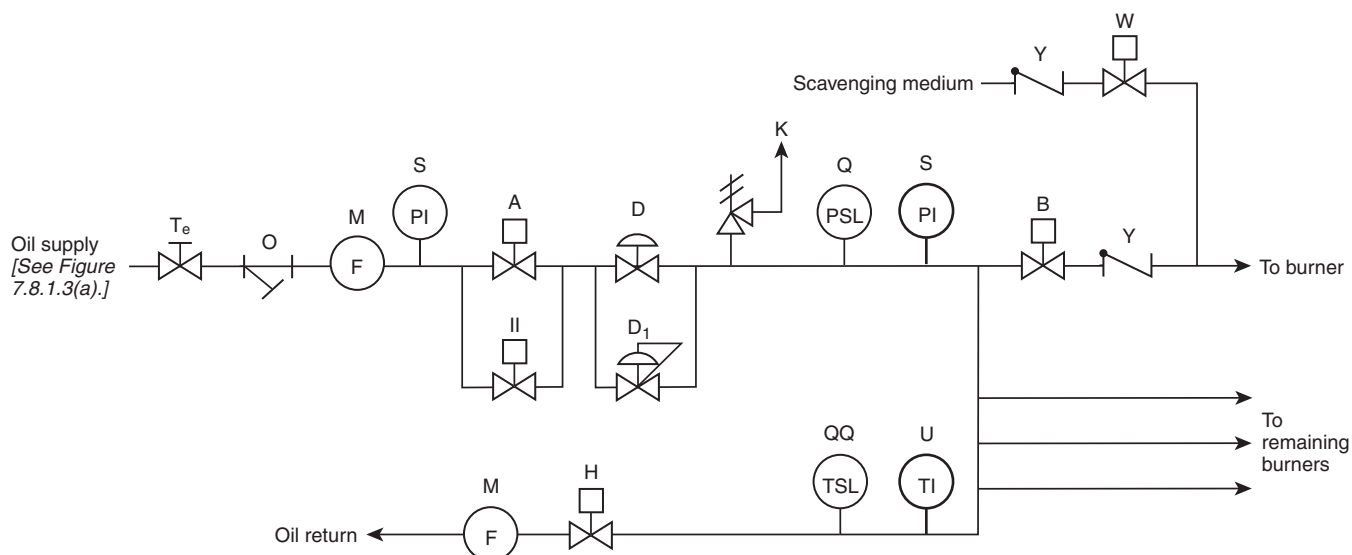 W
Y
Scavenging medium
K
S
Q
S
A
D
B
M
Te
O
Y
PI
PSL
PI
Oil supply
[See Figure
7.8.1.3(a).]
F
To burner
II
D1
To
remaining
burners
QQ
U
M
H
TSL
TI
Oil return
F